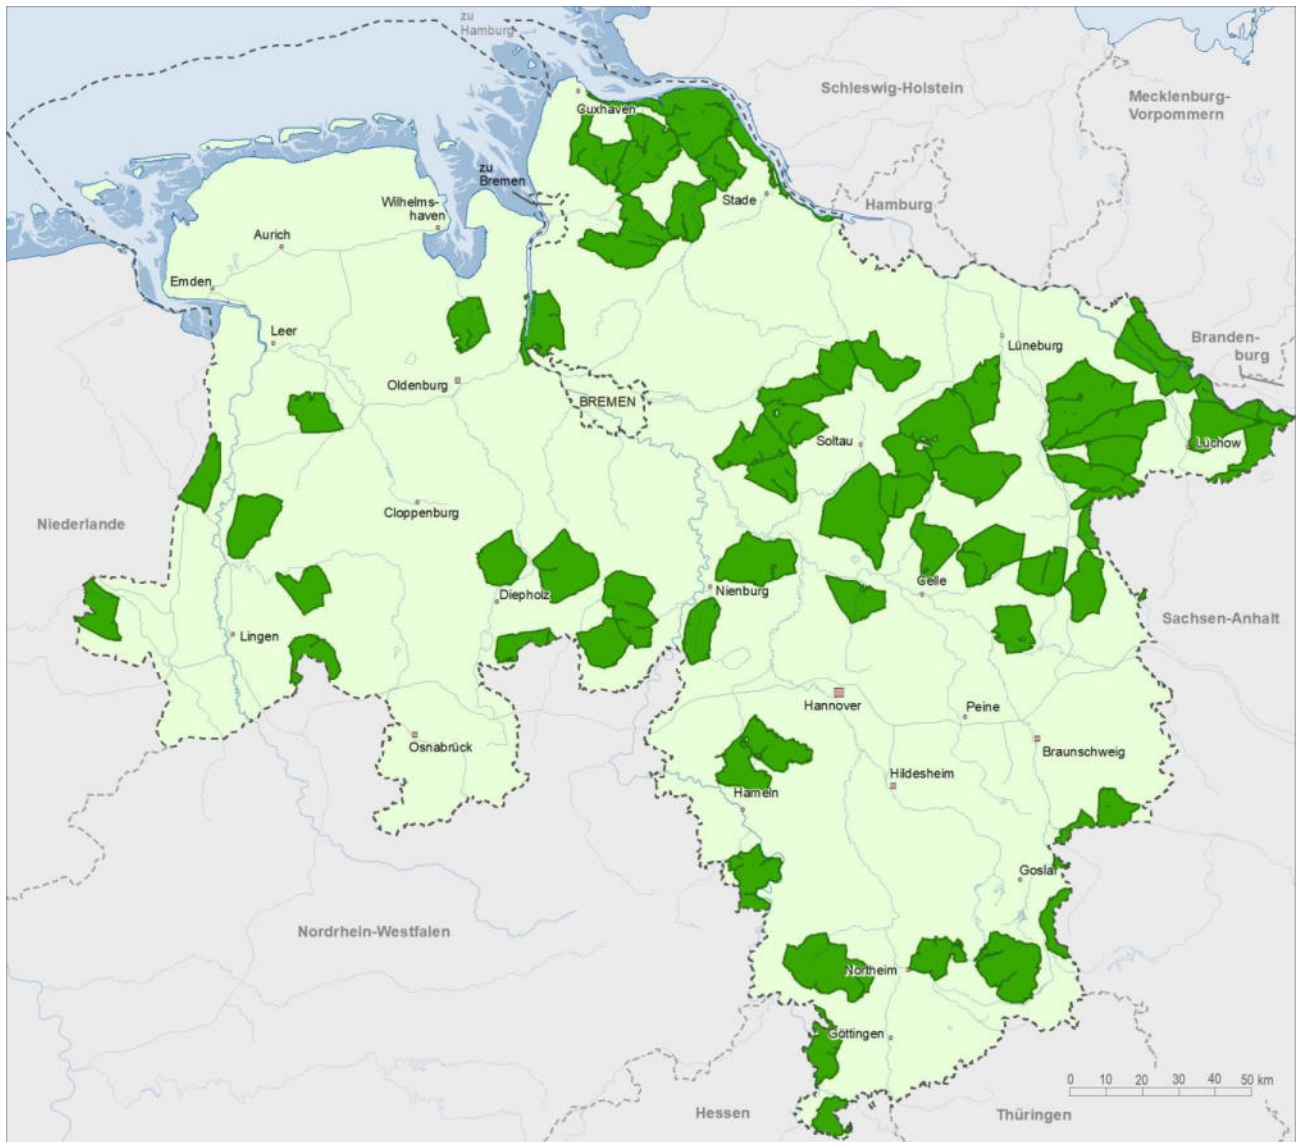 zu
Hamburg
Schleswig-Holstein
Mecklenburg-
Vorpommern
Cuxhaven
zu
Bremen
Stade
Hamburg
Wilhelms-
haven
Aurich
Emden
Leer
Lüneburg
Branden-
burg
Oldenburg
BREMEN
Soltau
Lüchow
Cloppenburg
Niederlande
Celle
Nienburg
Diepholz
Sachsen-Anhalt
Lingen
Hannover
Peine
Osnabrück
Braunschweig
Hildesheim
Hameln
Goslar
Nordrhein-Westfalen
Northeim
Göttingen
0 10 20 30 40 50 km
Hessen
Thüringen